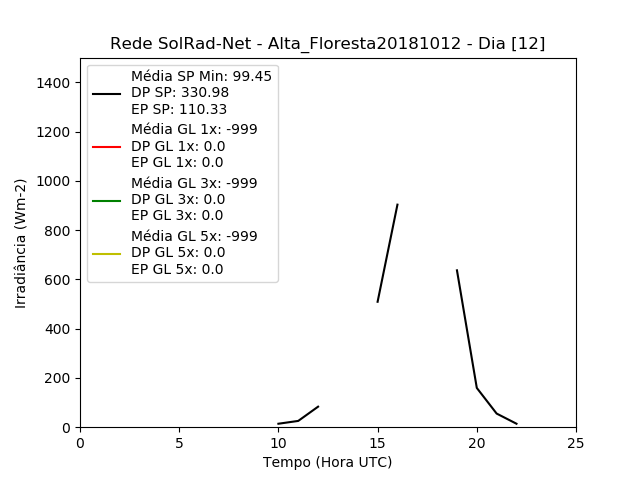 Rede SolRad-Net - Alta_Floresta20181012 - Dia [12]
Média SP Min: 99.45
DP SP: 330.98
EP SP: 110.33
Média GL 1x: -999
DP GL 1x: 0.0
EP GL 1x: 0.0
Média GL 3x: -999
DP GL 3x: 0.0
EP GL 3x: 0.0
Média GL 5x: -999
DP GL 5x: 0.0
EP GL 5x: 0.0
Irradiância (Wm-2)
1400
1200
1000
800
600
400
200
0
0 5 10 15 20 25
Tempo (Hora UTC)